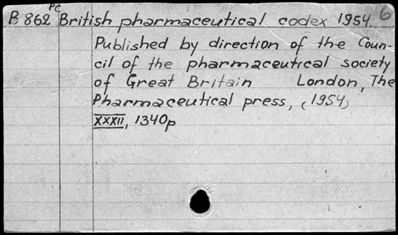 Pc 6
B 862 British pharmaceutical codex 1954.
Published by direction of the Coun-
cil of the pharmaceutical society
of Great Britain London, The
Pharmaceutical press, (1954)
XXXII, 1340p